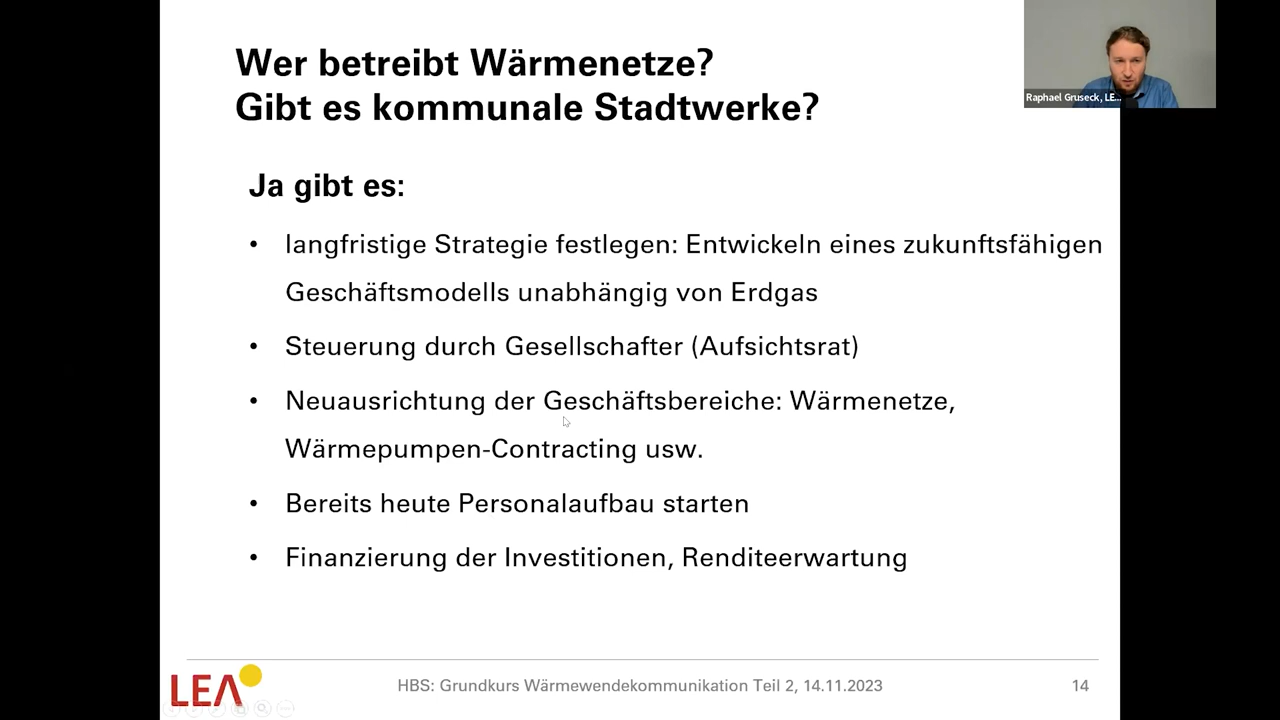 Wer betreibt Wärmenetze?
Gibt es kommunale Stadtwerke?
Raphael Gruseck, LE...
Ja gibt es:
• langfristige Strategie festlegen: Entwickeln eines zukunftsfähigen
Geschäftsmodells unabhängig von Erdgas
• Steuerung durch Gesellschafter (Aufsichtsrat)
• Neuausrichtung der Geschäftsbereiche: Wärmenetze,
Wärmepumpen-Contracting usw.
• Bereits heute Personalaufbau starten
• Finanzierung der Investitionen, Renditeerwartung
LEA
HBS: Grundkurs Wärmewendekommunikation Teil 2, 14.11.2023
14